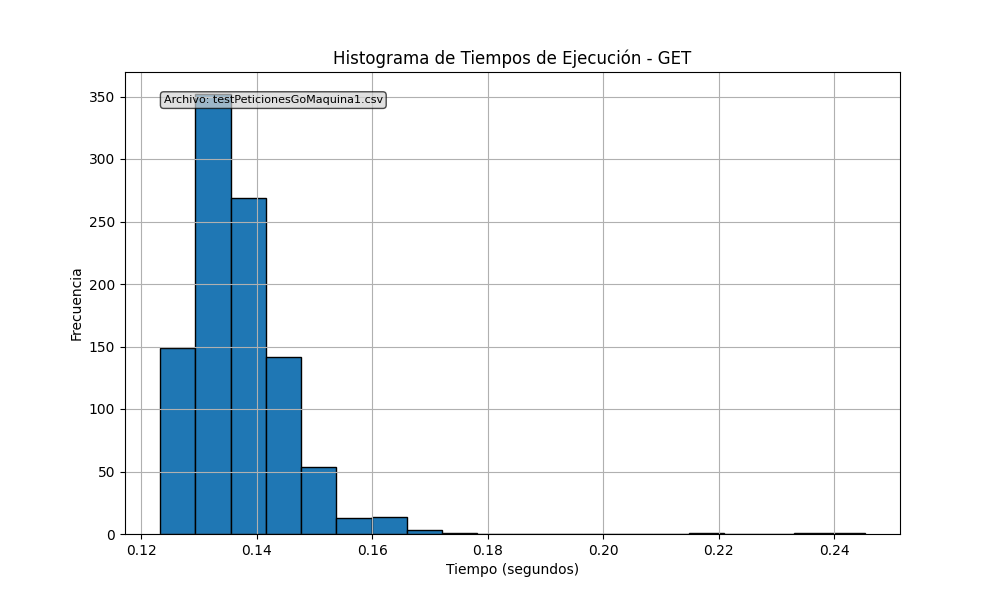 Histograma de Tiempos de Ejecución - GET
Archivo: testPeticionesGoMaquina1.csv
350
300
250
200
150
100
50
0
Frecuencia
0.12 0.14 0.16 0.18 0.20 0.22 0.24
Tiempo (segundos)